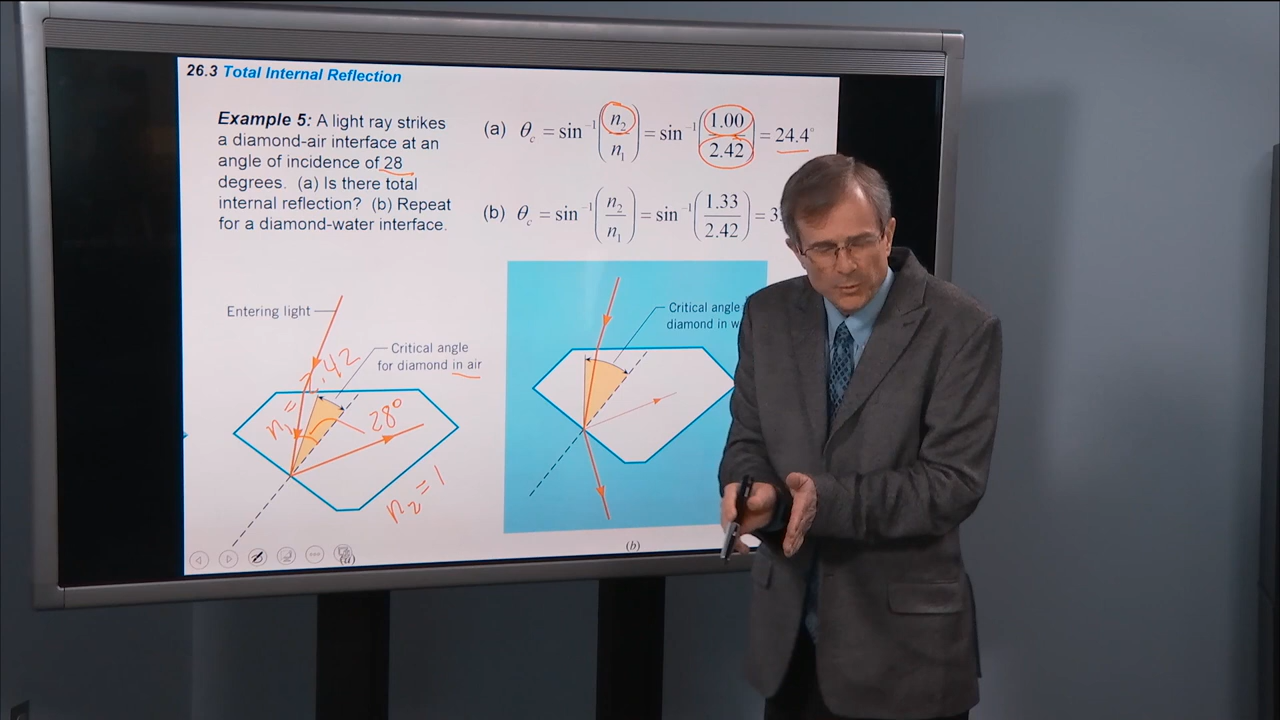 26.3 Total Internal Reflection
Example 5: A light ray strikes
a diamond-air interface at an
angle of incidence of 28
degrees. (a) Is there total
internal reflection? (b) Repeat
for a diamond-water interface.
(a) θc = sin⁻¹(n₂/n₁) = sin⁻¹(1.00/2.42) = 24.4°
(b) θc = sin⁻¹(n₂/n₁) = sin⁻¹(1.33/2.42) = 3
Entering light
Critical angle
for diamond in air
n₁ = 2.42
28°
n₂ = 1
(a)
Critical angle
diamond in w
(b)